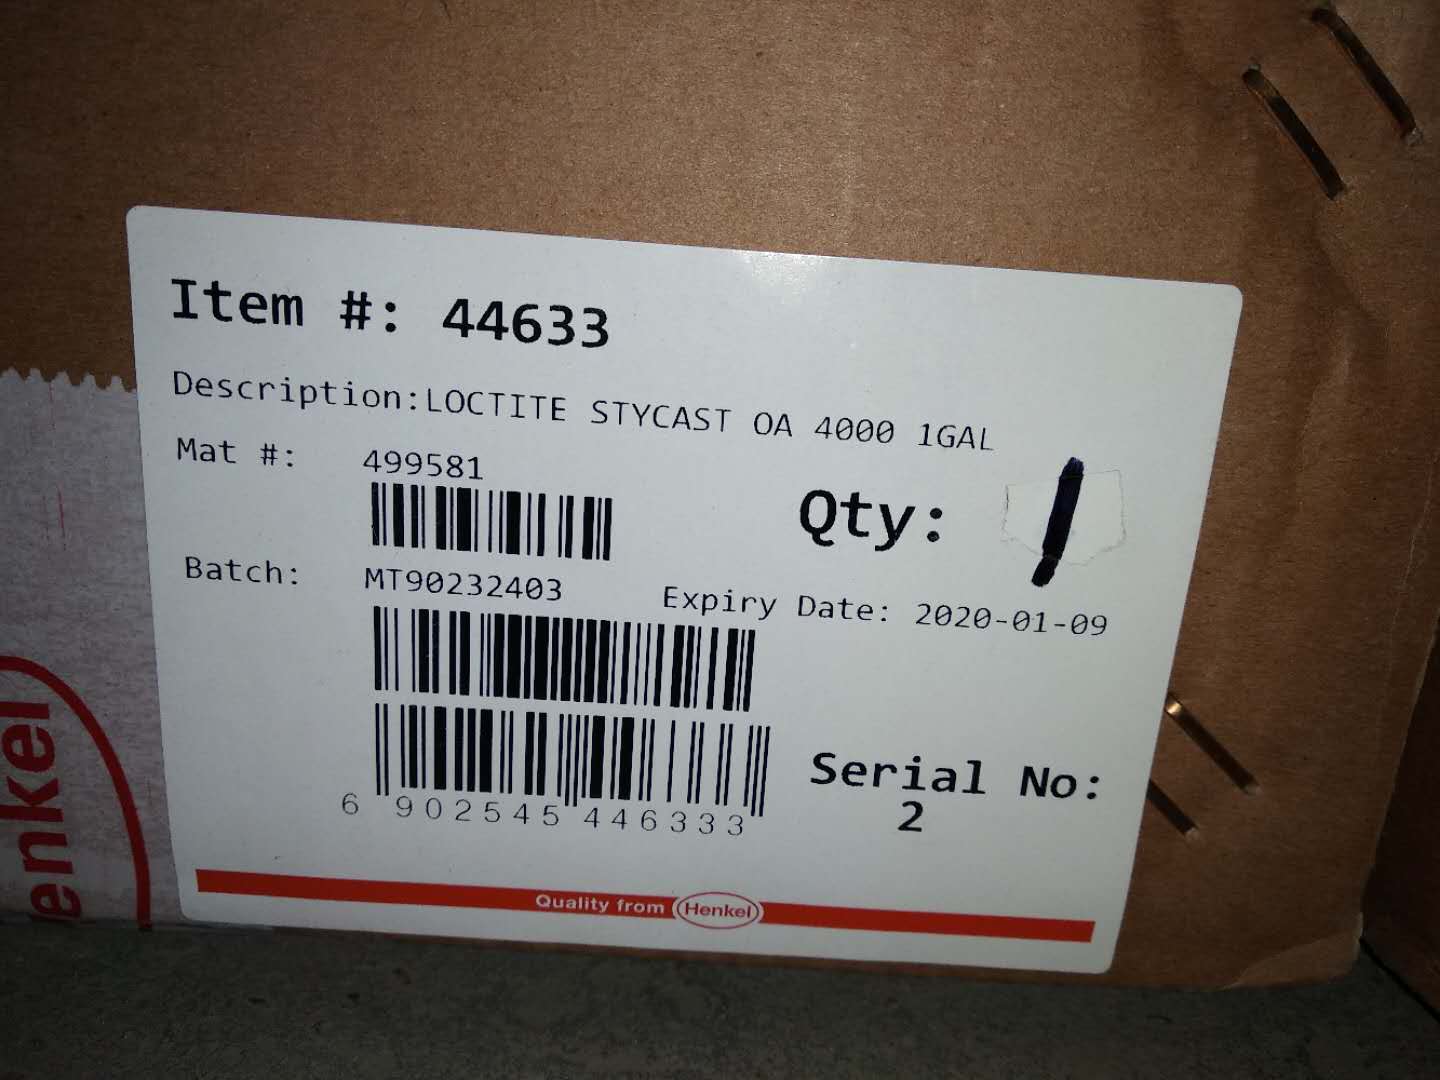 Item #: 44633
Description:LOCTITE STYCAST OA 4000 1GAL
Mat #: 499581
Qty: 1
Batch: MT90232403 Expiry Date: 2020-01-09
6 902545 446333
Serial No:
2
Quality from Henkel
enkel